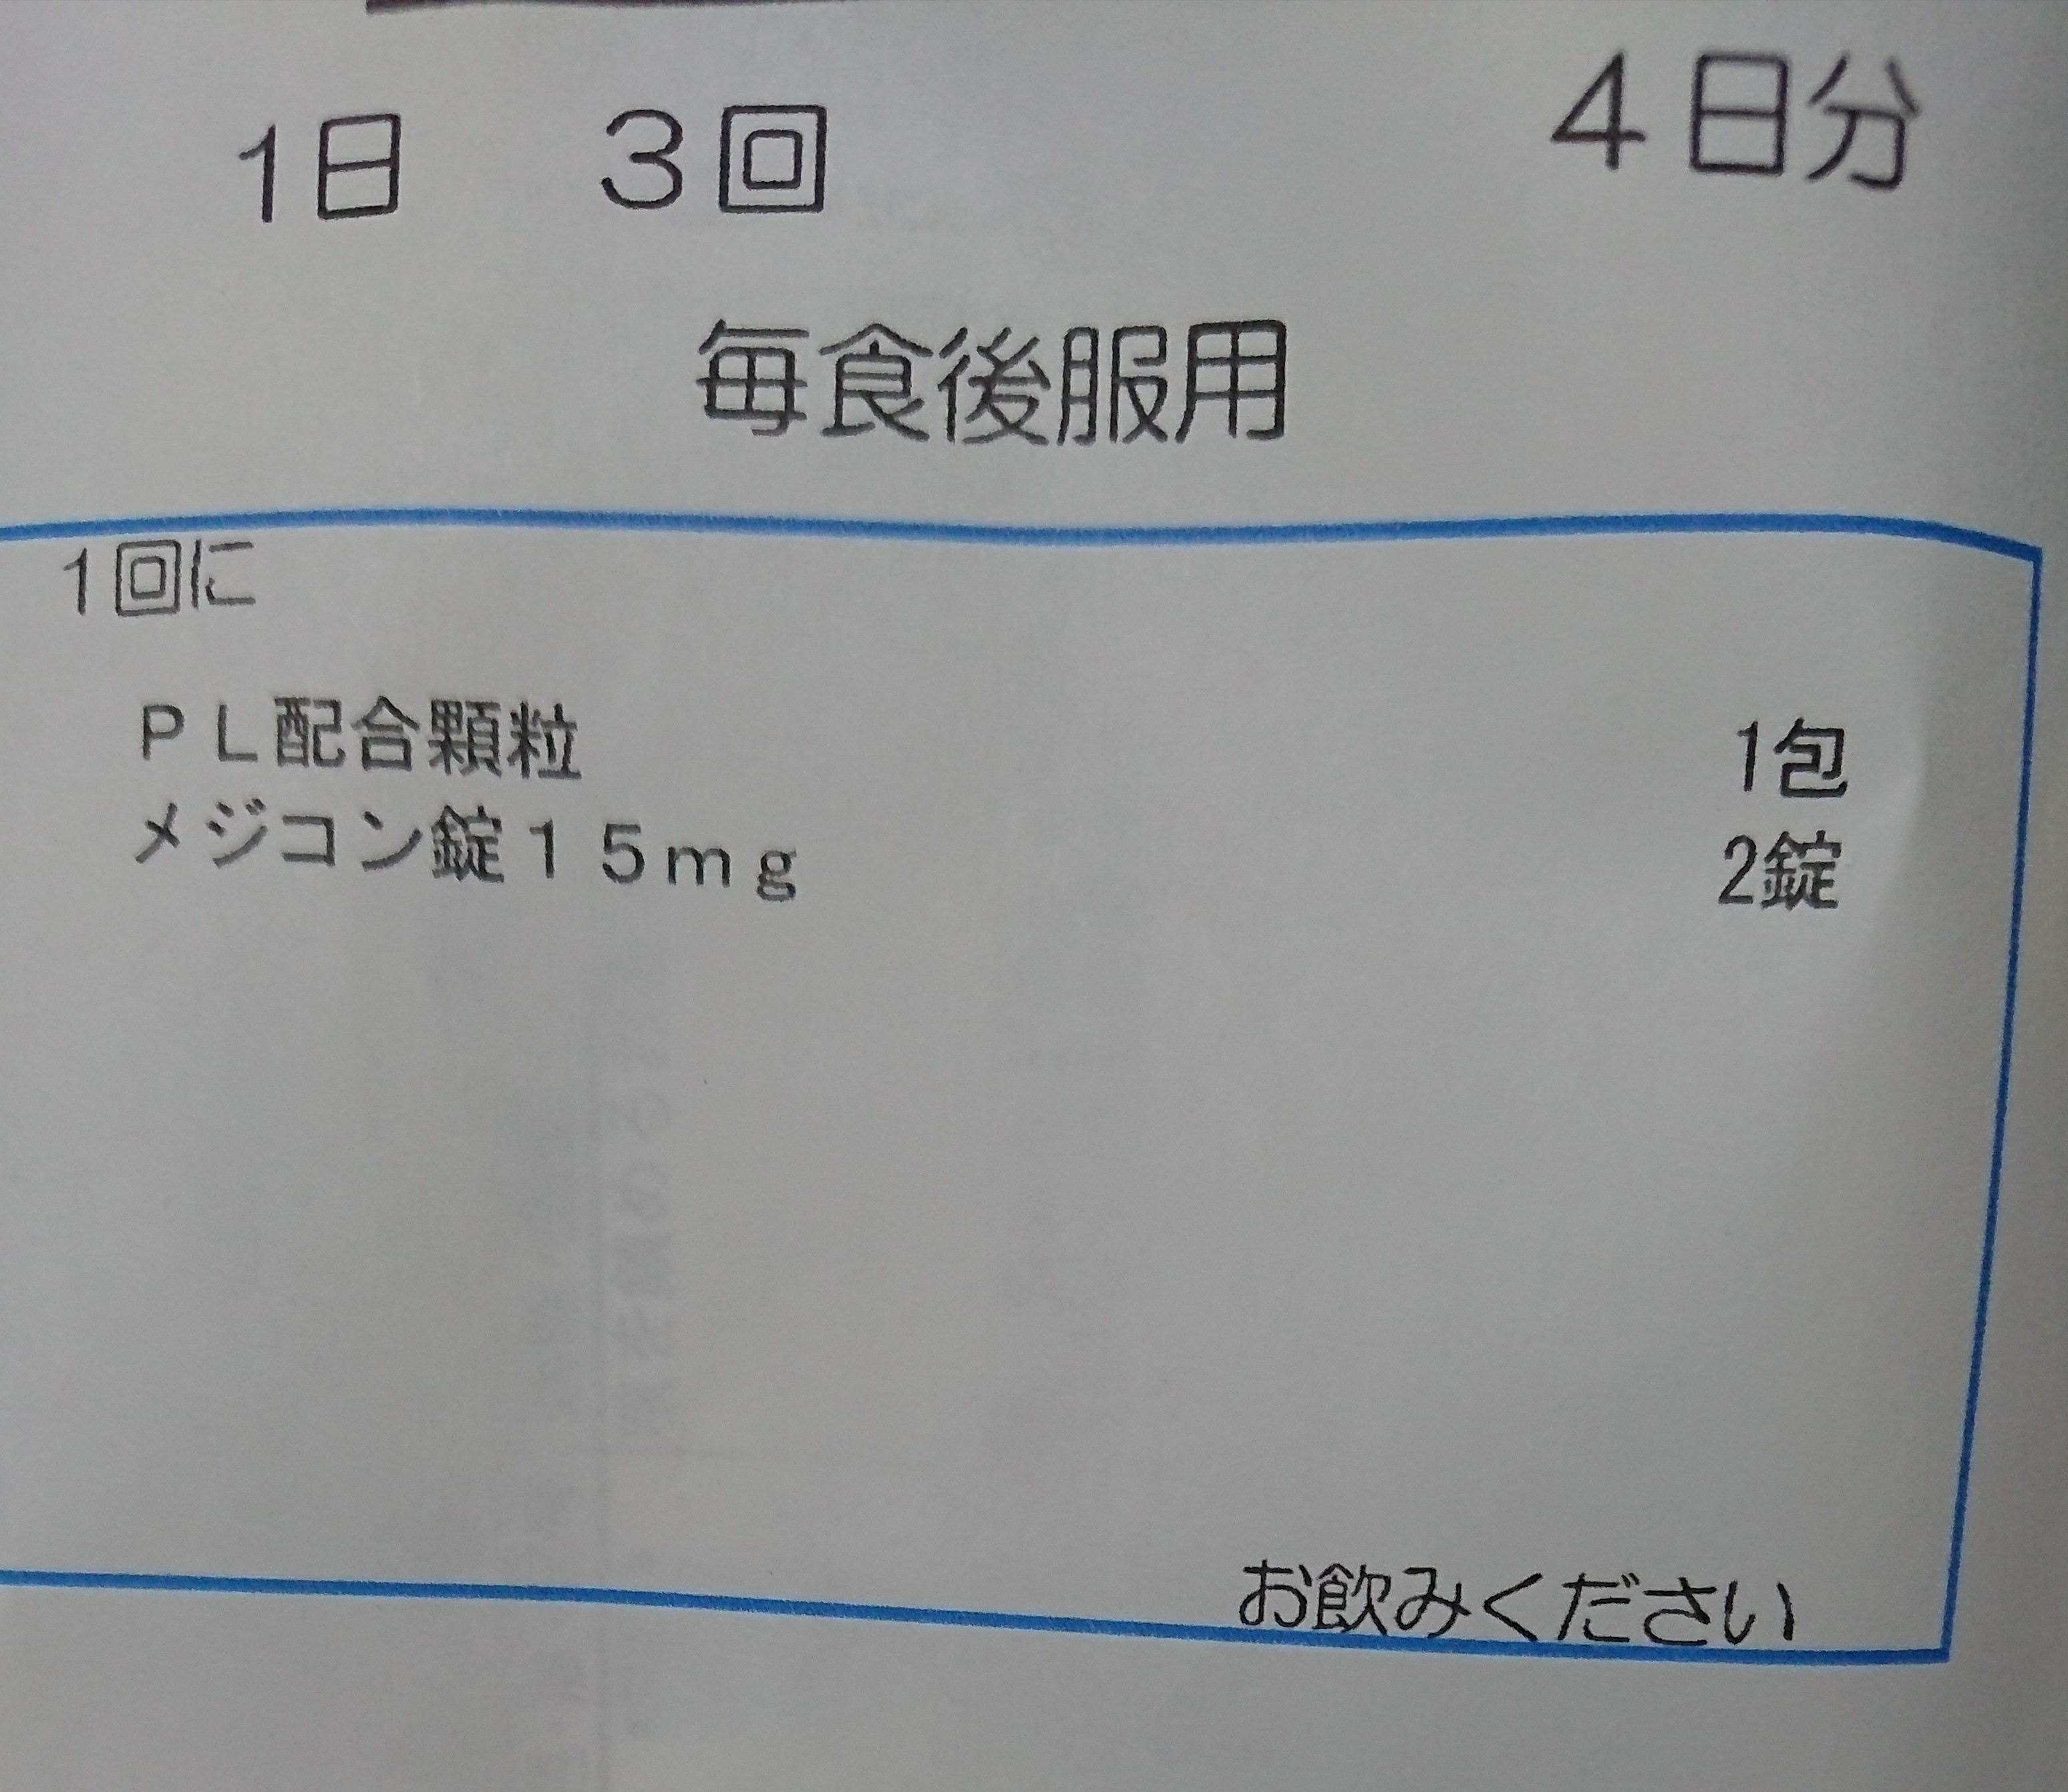 1日　３回　４日分
毎食後服用
1回に
ＰＬ配合顆粒　1包
メジコン錠１５ｍｇ　2錠
お飲みください